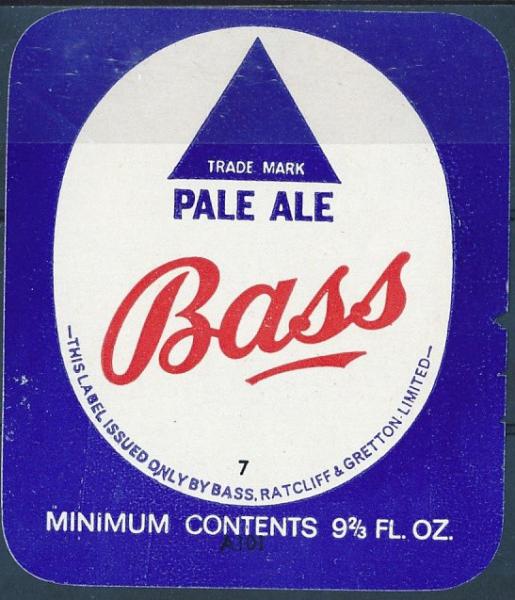 TRADE MARK
PALE ALE
Bass
7
—THIS LABEL ISSUED ONLY BY BASS, RATCLIFF & GRETTON LIMITED—
MINIMUM CONTENTS 9⅔ FL. OZ.
A101